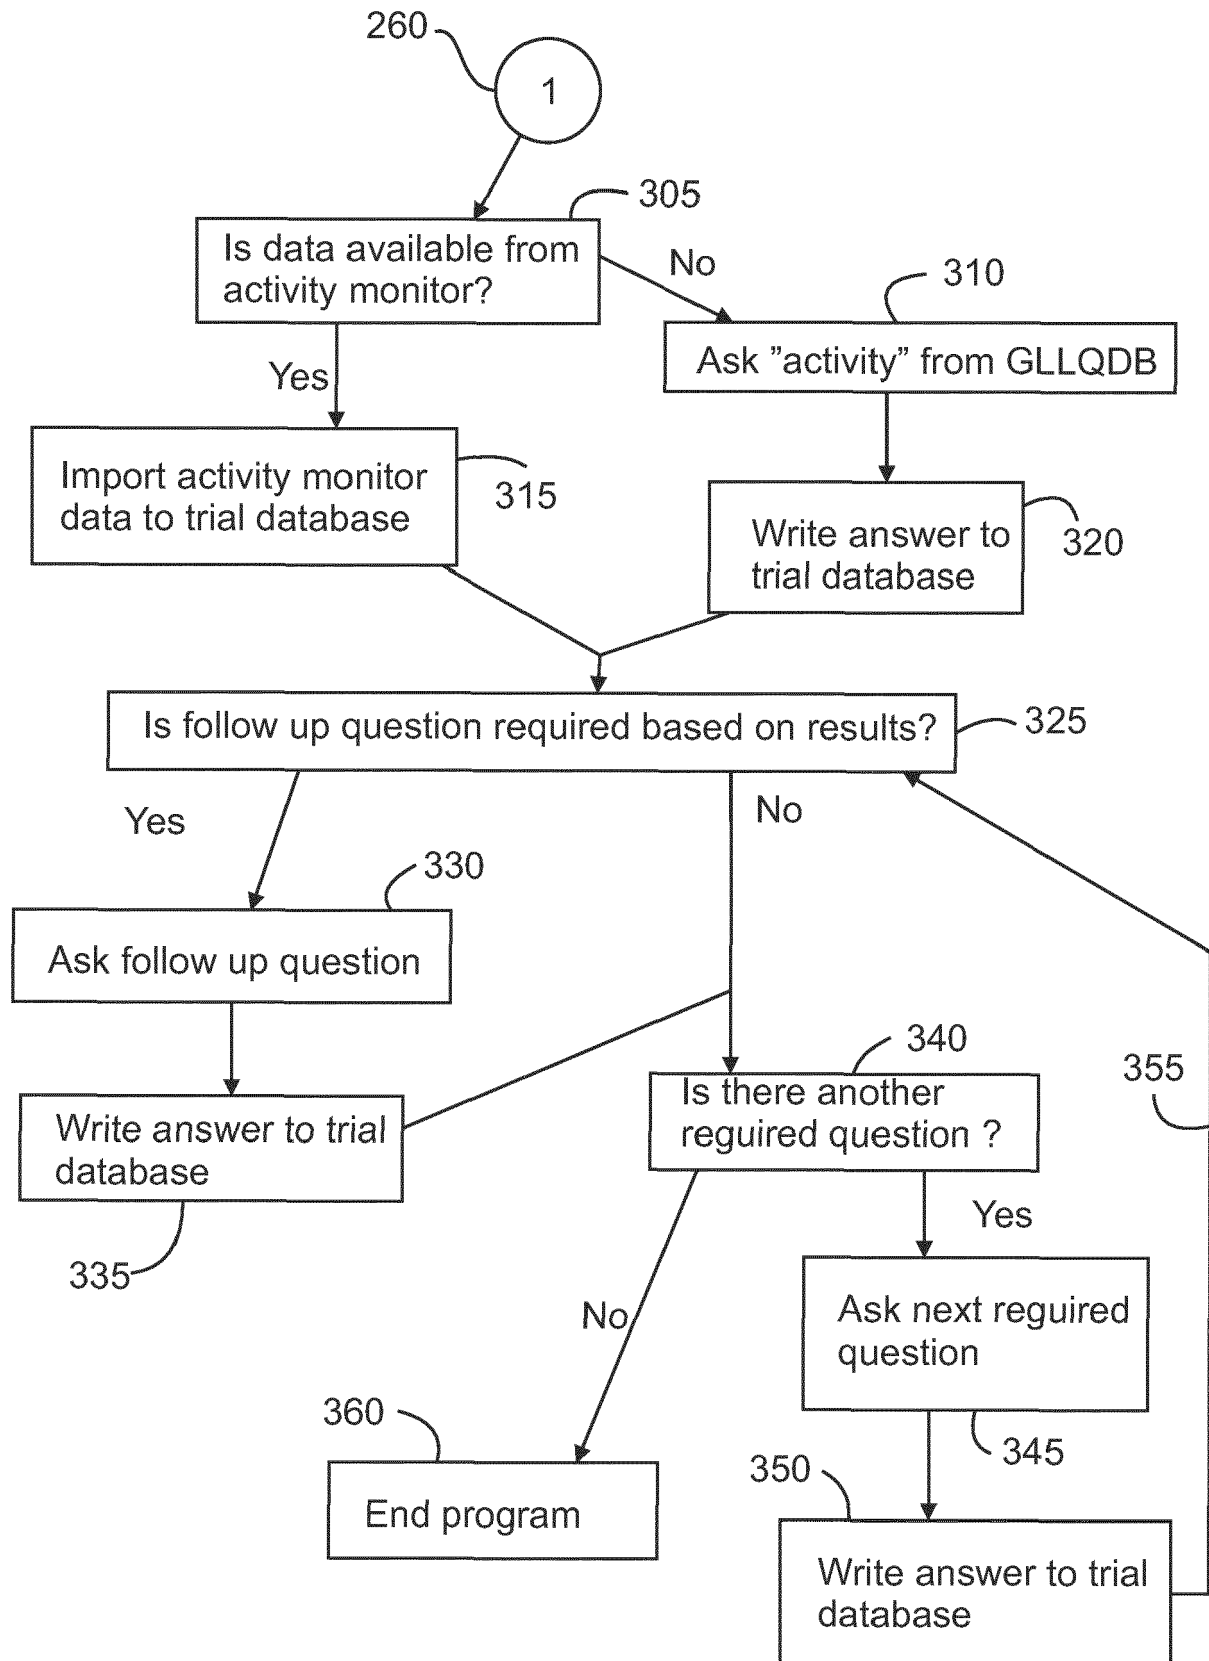 260
1
305
Is data available from
activity monitor?
No
310
Ask ”activity” from GLLQDB
Yes
Import activity monitor
data to trial database
315
Write answer to
trial database
320
Is follow up question required based on results?
325
Yes
No
330
Ask follow up question
340
355
Is there another
reguired question ?
Write answer to trial
database
335
Yes
No
Ask next reguired
question
360
345
350
End program
Write answer to trial
database